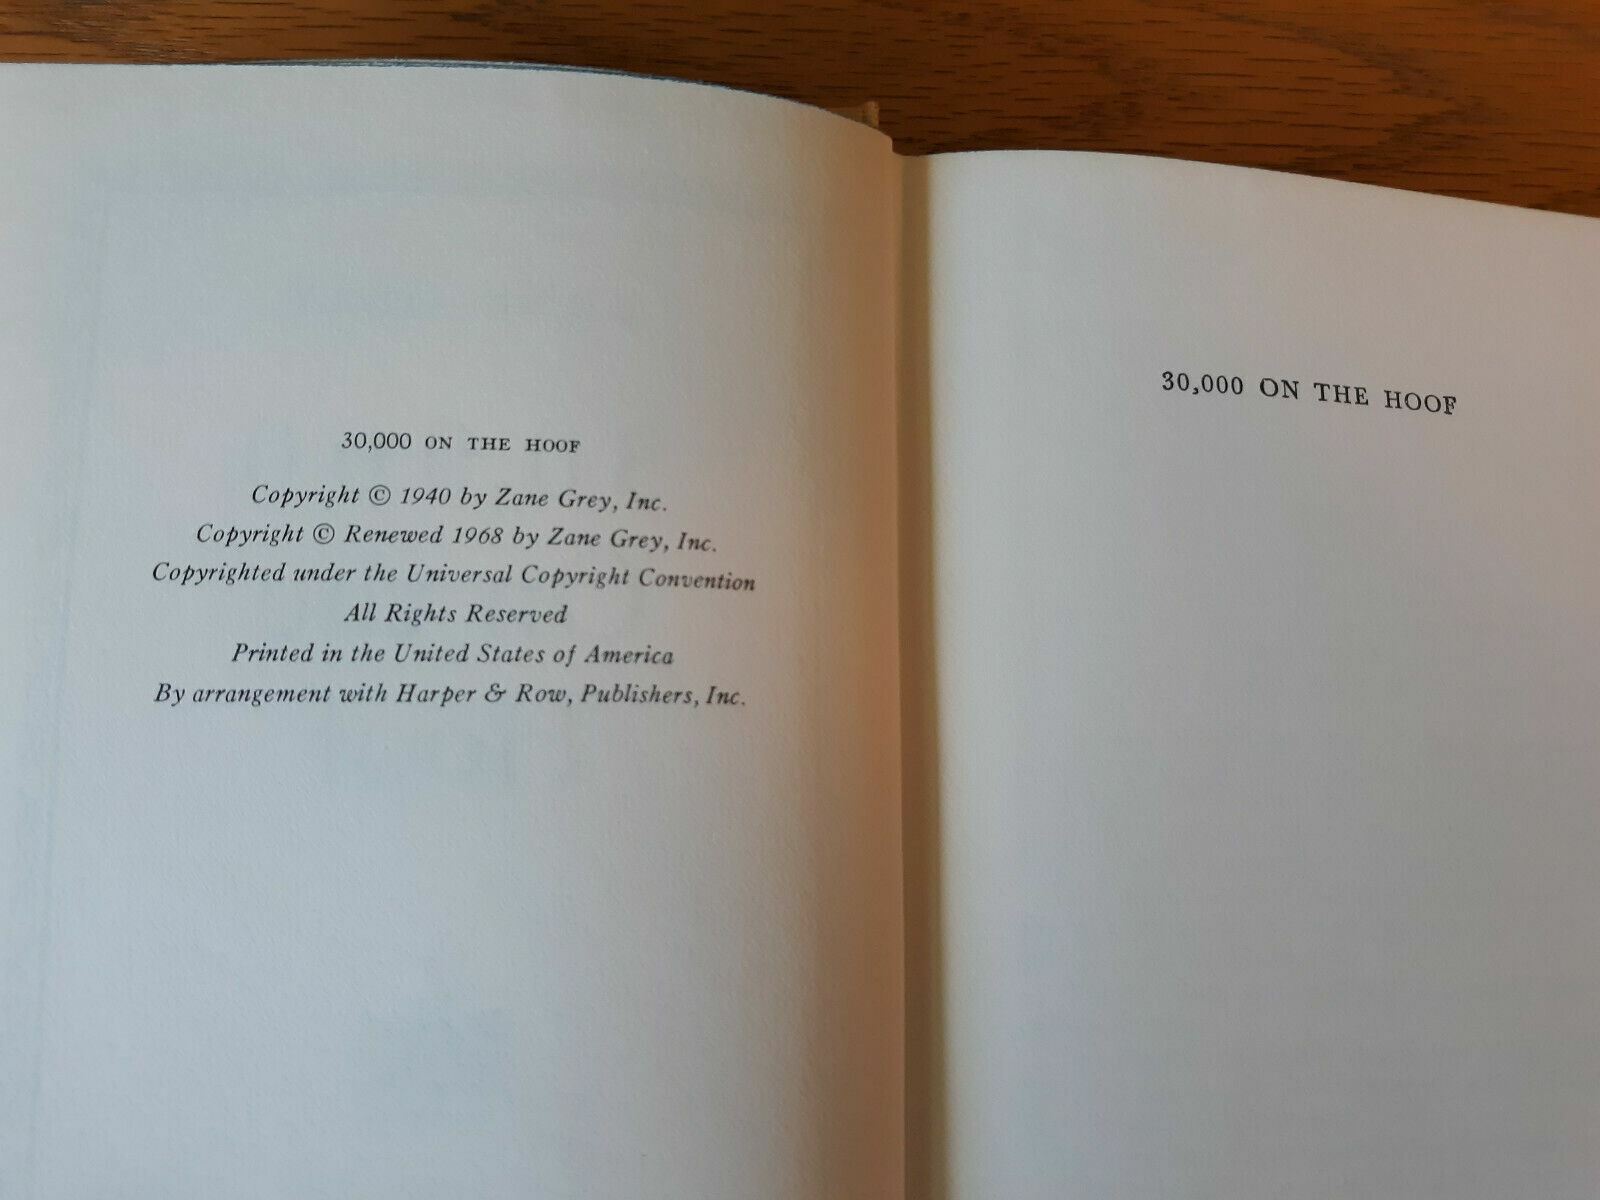 30,000 ON THE HOOF
Copyright © 1940 by Zane Grey, Inc.
Copyright © Renewed 1968 by Zane Grey, Inc.
Copyrighted under the Universal Copyright Convention
All Rights Reserved
Printed in the United States of America
By arrangement with Harper & Row, Publishers, Inc.
30,000 ON THE HOOF